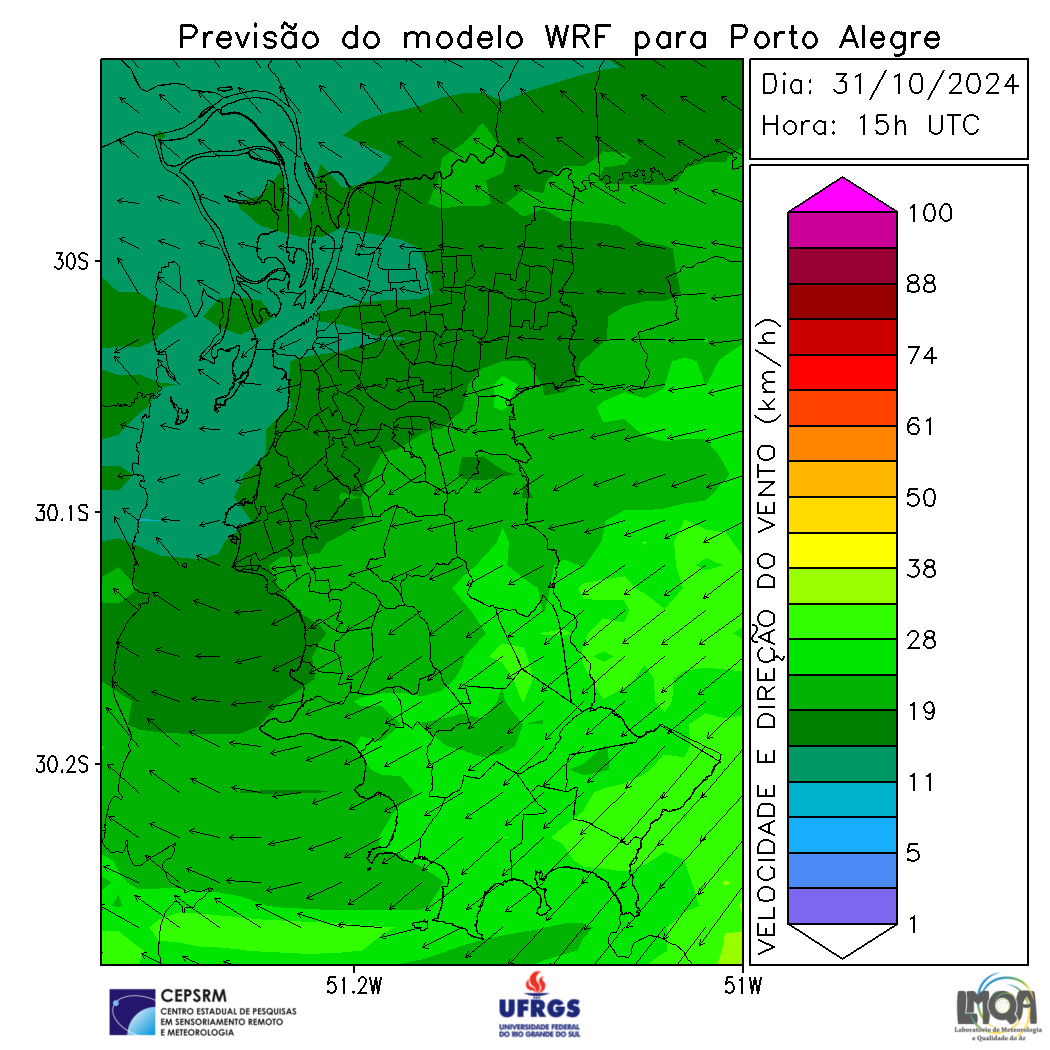 Previsão do modelo WRF para Porto Alegre
Dia: 31/10/2024
Hora: 15h UTC
30S
30.1S
30.2S
51.2W
51W
VELOCIDADE E DIREÇÃO DO VENTO (km/h)
100
88
74
61
50
38
28
19
11
5
1
CEPSRM
CENTRO ESTADUAL DE PESQUISAS
EM SENSORIAMENTO REMOTO
E METEOROLOGIA
UFRGS
UNIVERSIDADE FEDERAL
DO RIO GRANDE DO SUL
LMQA
Laboratório de Meteorologia
e Qualidade do Ar